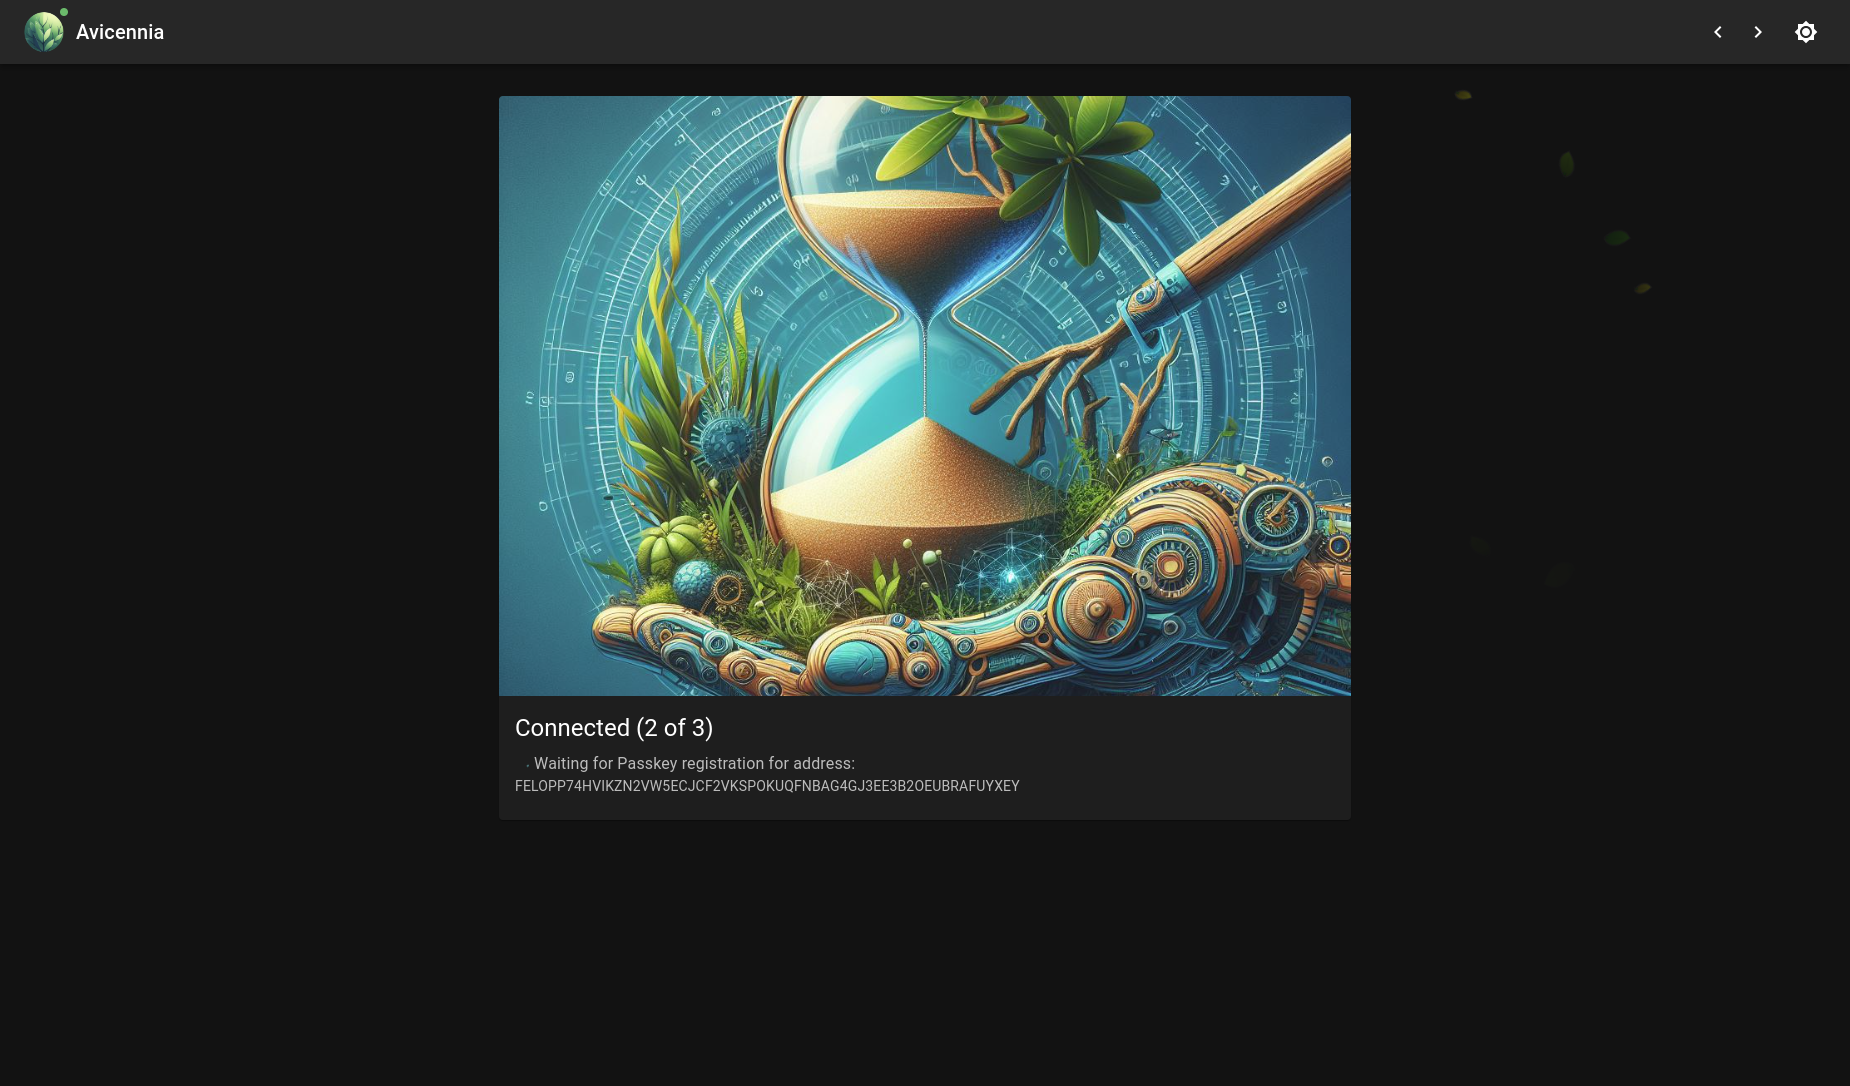 Avicennia
Connected (2 of 3)
Waiting for Passkey registration for address:
FELOPP74HVIKZN2VW5ECJCF2VKSPOKUQFNBAG4GJ3EE3B2OEUBRAFUYXEY